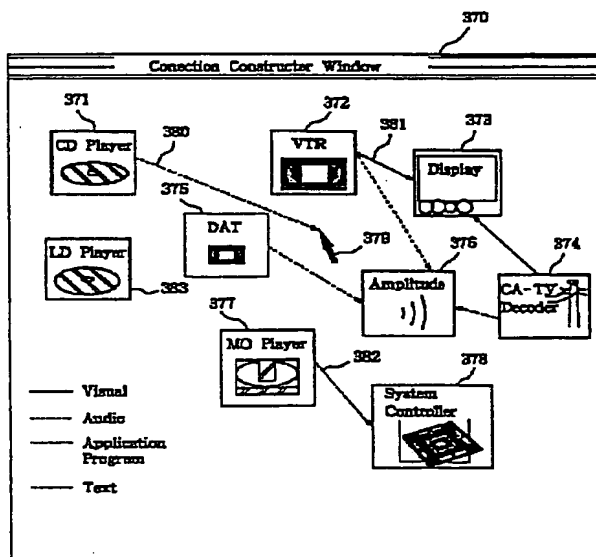 370
Conection Constructer Window
371
380
372
381
373
CD Player
VTR
Display
375
DAT
379
376
374
LD Player
383
Amplitude
CA-TV
Decoder
377
MO Player
382
378
System
Controller
Visual
Audio
Application
Program
Text